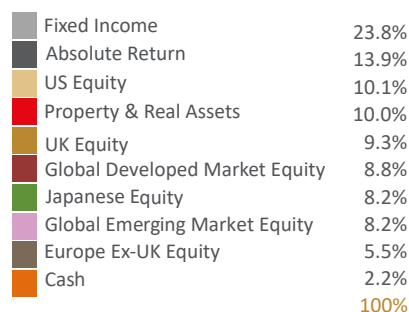 Fixed Income 23.8%
Absolute Return 13.9%
US Equity 10.1%
Property & Real Assets 10.0%
UK Equity 9.3%
Global Developed Market Equity 8.8%
Japanese Equity 8.2%
Global Emerging Market Equity 8.2%
Europe Ex-UK Equity 5.5%
Cash 2.2%
100%